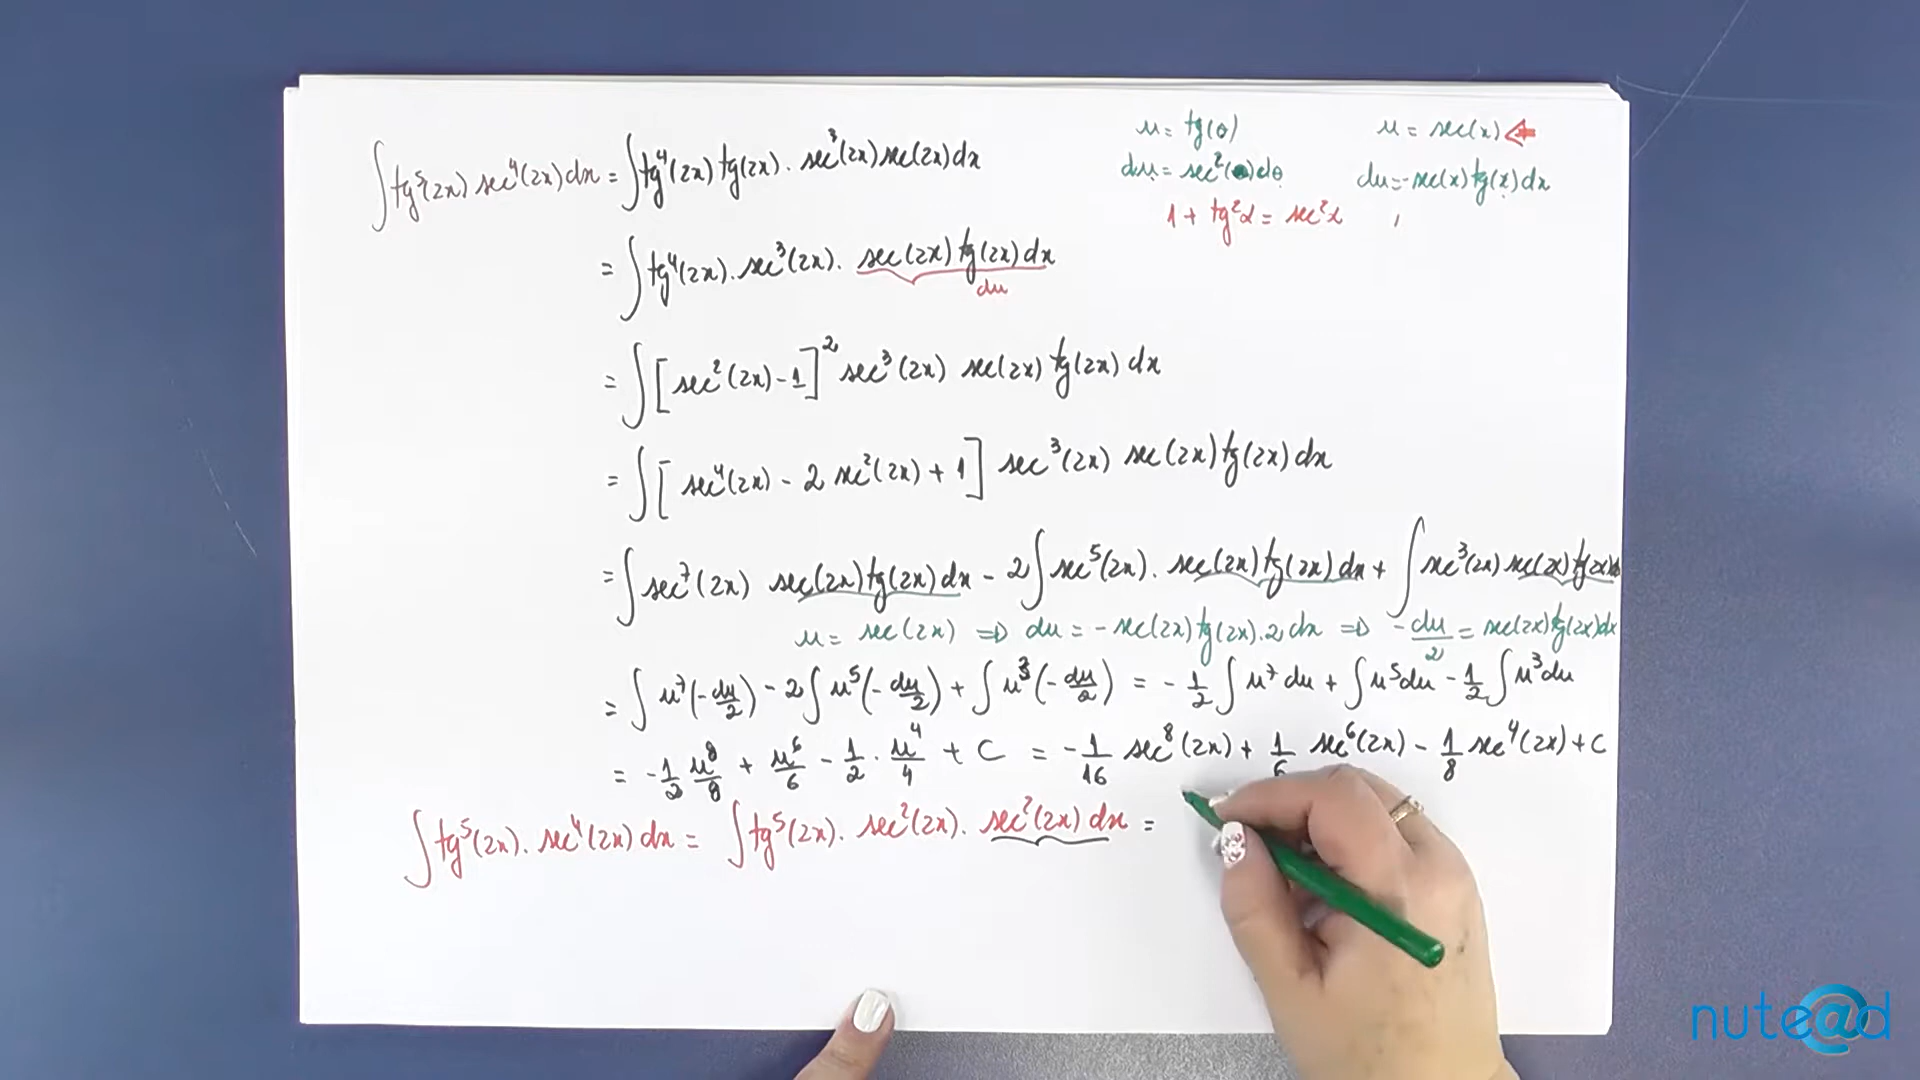 ∫tg⁵(2x) sec⁴(2x)dx = ∫tg⁴(2x) tg(2x) . sec³(2x) sec(2x)dx
u = tg(θ)
du = sec²(θ)dθ
1 + tg²x = sec²x
u = sec(x)
du = -sec(x)tg(x)dx
= ∫tg⁴(2x) . sec³(2x) . sec(2x) tg(2x) dx
du
= ∫[sec²(2x) - 1]² sec³(2x) sec(2x) tg(2x) dx
= ∫[sec⁴(2x) - 2 sec²(2x) + 1] sec³(2x) sec(2x) tg(2x) dx
= ∫sec⁷(2x) sec(2x) tg(2x) dx - 2∫sec⁵(2x) . sec(2x) tg(2x) dx + ∫sec³(2x) sec(2x) tg(2x)dx
u = sec(2x) ⇒ du = -sec(2x) tg(2x).2 dx ⇒ -du/2 = sec(2x)tg(2x)dx
= ∫u⁷(-du/2) - 2∫u⁵(-du/2) + ∫u³(-du/2) = -1/2 ∫u⁷ du + ∫u⁵du - 1/2 ∫u³du
= -1/2 u⁸/8 + u⁶/6 - 1/2 . u⁴/4 + C = -1/16 sec⁸(2x) + 1/6 sec⁶(2x) - 1/8 sec⁴(2x) + C
∫tg⁵(2x) . sec⁴(2x) dx = ∫tg⁵(2x) . sec²(2x) . sec²(2x) dx =
nute@d